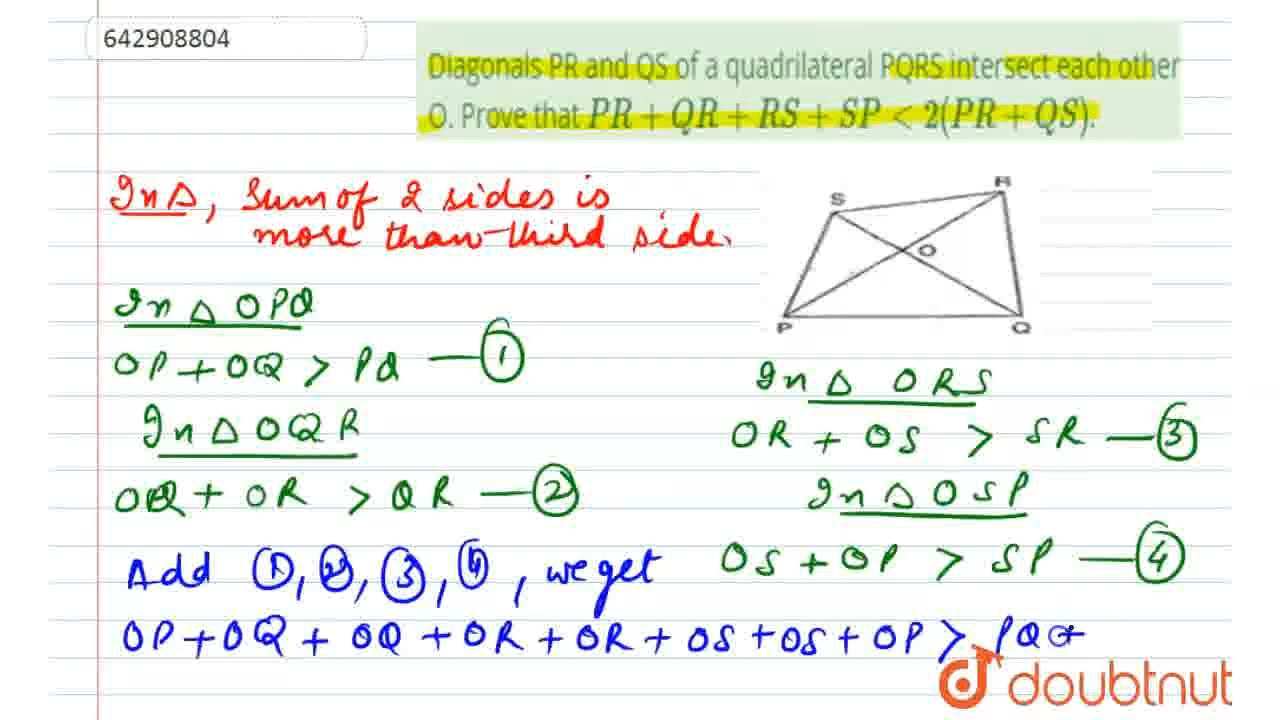 642908804
Diagonals PR and QS of a quadrilateral PQRS intersect each other
O. Prove that PR + QR + RS + SP < 2(PR + QS).
In Δ, Sum of 2 sides is
more than third side.
S
R
O
P
Q
In Δ OPQ
OP + OQ > PQ — ①
In Δ OQR
OQ + OR > QR — ②
In Δ ORS
OR + OS > SR — ③
In Δ OSP
OS + OP > SP — ④
Add ①, ②, ③, ④, we get
OP + OQ + OQ + OR + OR + OS + OS + OP > PQ +
doubtnut